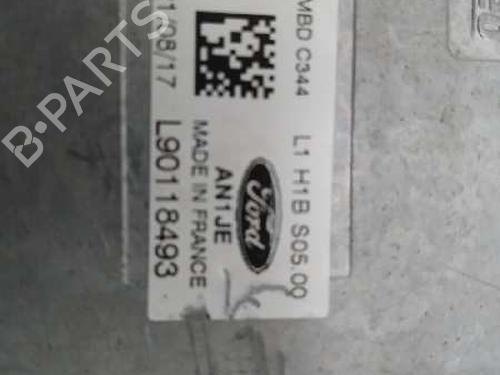 MBD C344
L1 H1B S05.00
Ford
AN1JE
MADE IN FRANCE
1/08/17
L90118493
B-PARTS